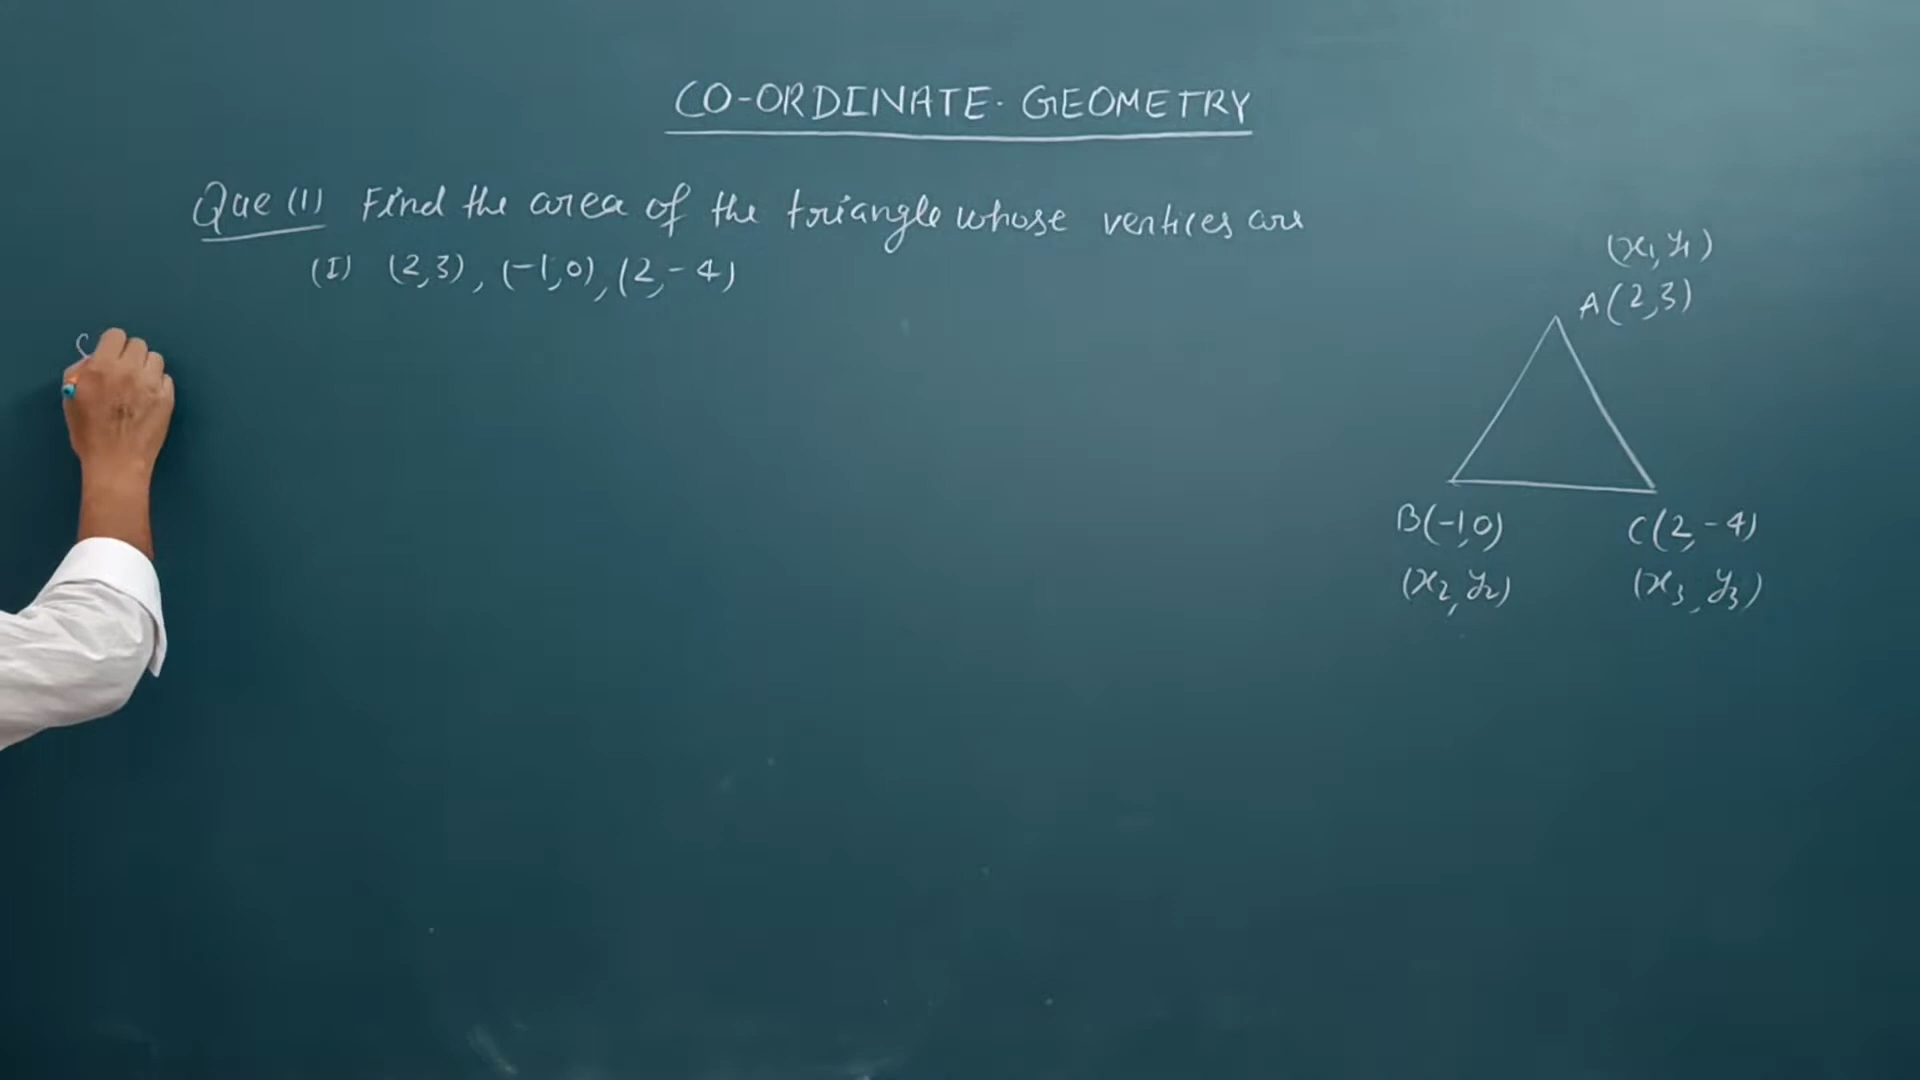 CO-ORDINATE. GEOMETRY
Que (1) Find the area of the triangle whose vertices are
(I) (2,3), (-1,0), (2,-4)
(x₁, y₁)
A(2,3)
B(-1,0) C(2,-4)
(x₂, y₂) (x₃, y₃)